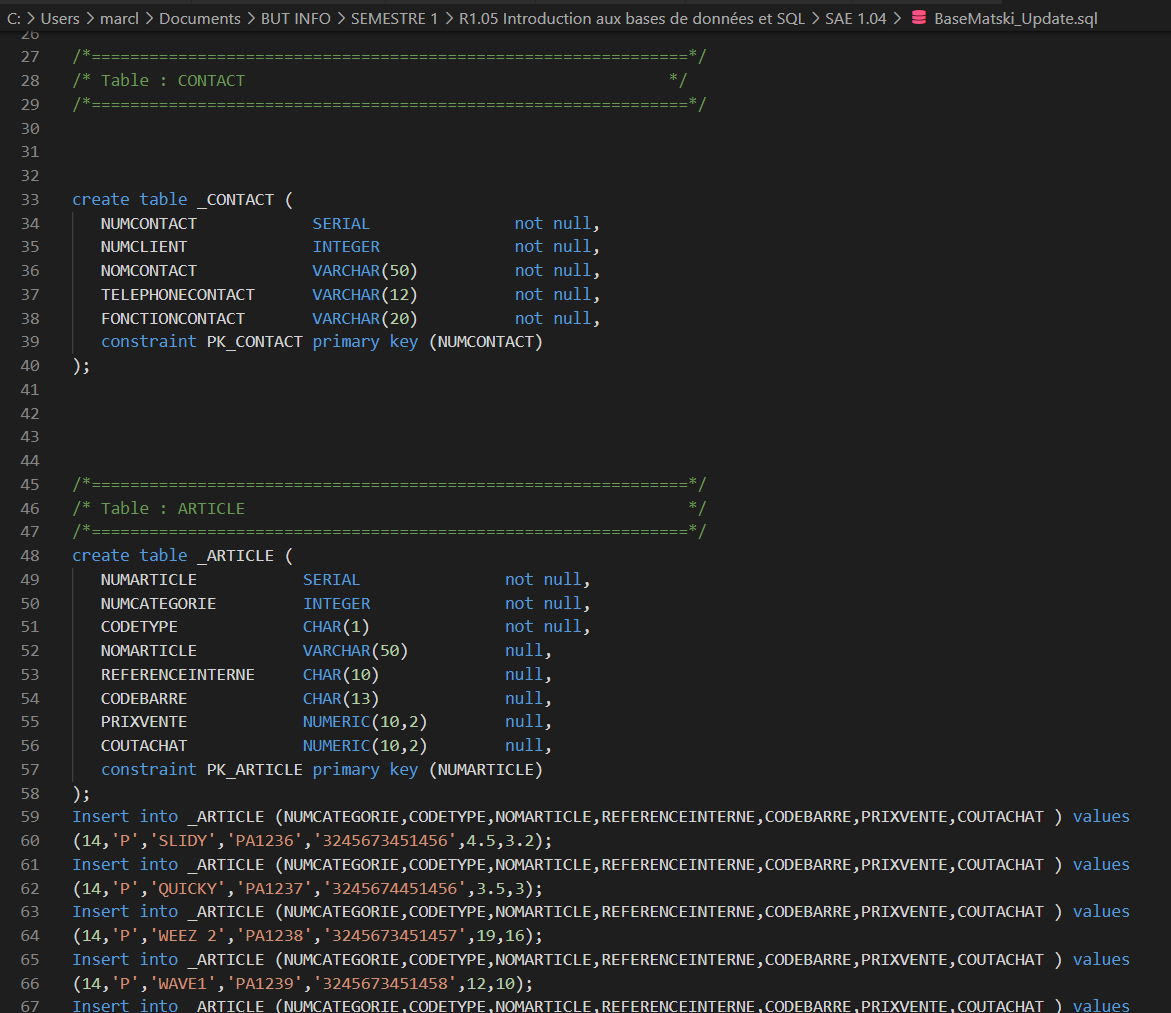 C: > Users > marcl > Documents > BUT INFO > SEMESTRE 1 > R1.05 Introduction aux bases de données et SQL > SAE 1.04 > BaseMatski_Update.sql
26
27 /*==============================================================*/
28 /* Table : CONTACT */
29 /*==============================================================*/
30
31
32
33 create table _CONTACT (
34 NUMCONTACT SERIAL not null,
35 NUMCLIENT INTEGER not null,
36 NOMCONTACT VARCHAR(50) not null,
37 TELEPHONECONTACT VARCHAR(12) not null,
38 FONCTIONCONTACT VARCHAR(20) not null,
39 constraint PK_CONTACT primary key (NUMCONTACT)
40 );
41
42
43
44
45 /*==============================================================*/
46 /* Table : ARTICLE */
47 /*==============================================================*/
48 create table _ARTICLE (
49 NUMARTICLE SERIAL not null,
50 NUMCATEGORIE INTEGER not null,
51 CODETYPE CHAR(1) not null,
52 NOMARTICLE VARCHAR(50) null,
53 REFERENCEINTERNE CHAR(10) null,
54 CODEBARRE CHAR(13) null,
55 PRIXVENTE NUMERIC(10,2) null,
56 COUTACHAT NUMERIC(10,2) null,
57 constraint PK_ARTICLE primary key (NUMARTICLE)
58 );
59 Insert into _ARTICLE (NUMCATEGORIE,CODETYPE,NOMARTICLE,REFERENCEINTERNE,CODEBARRE,PRIXVENTE,COUTACHAT ) values
60 (14,'P','SLIDY','PA1236','3245673451456',4.5,3.2);
61 Insert into _ARTICLE (NUMCATEGORIE,CODETYPE,NOMARTICLE,REFERENCEINTERNE,CODEBARRE,PRIXVENTE,COUTACHAT ) values
62 (14,'P','QUICKY','PA1237','3245674451456',3.5,3);
63 Insert into _ARTICLE (NUMCATEGORIE,CODETYPE,NOMARTICLE,REFERENCEINTERNE,CODEBARRE,PRIXVENTE,COUTACHAT ) values
64 (14,'P','WEEZ 2','PA1238','3245673451457',19,16);
65 Insert into _ARTICLE (NUMCATEGORIE,CODETYPE,NOMARTICLE,REFERENCEINTERNE,CODEBARRE,PRIXVENTE,COUTACHAT ) values
66 (14,'P','WAVE1','PA1239','3245673451458',12,10);
67 Insert into _ARTICLE (NUMCATEGORIE,CODETYPE,NOMARTICLE,REFERENCEINTERNE,CODEBARRE,PRIXVENTE,COUTACHAT ) values